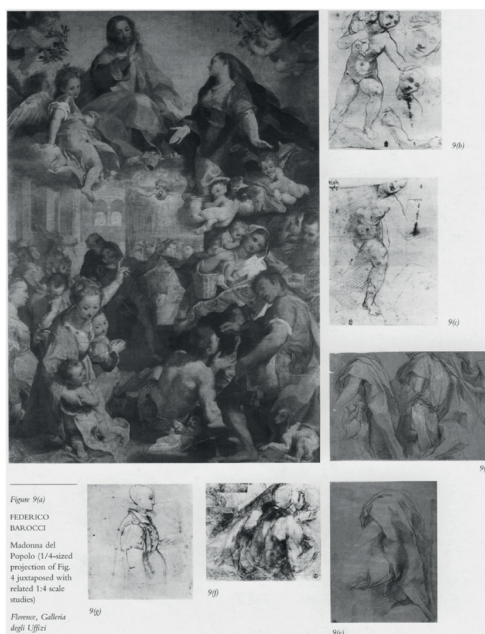 9(b)
9(c)
9(
Figure 9(a)
FEDERICO
BAROCCI
Madonna del
Popolo (1/4-sized
projection of Fig.
4 juxtaposed with
related 1:4 scale
studies)
Florence, Galleria
degli Uffizi
9(g)
9(f)
9(e)